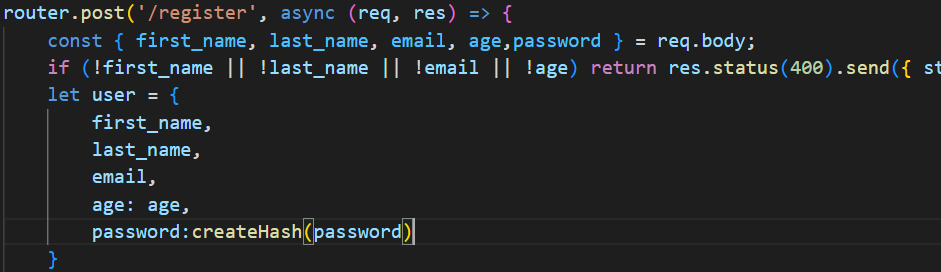 router.post('/register', async (req, res) => {
    const { first_name, last_name, email, age,password } = req.body;
    if (!first_name || !last_name || !email || !age) return res.status(400).send({ st
    let user = {
        first_name,
        last_name,
        email,
        age: age,
        password:createHash(password)
    }